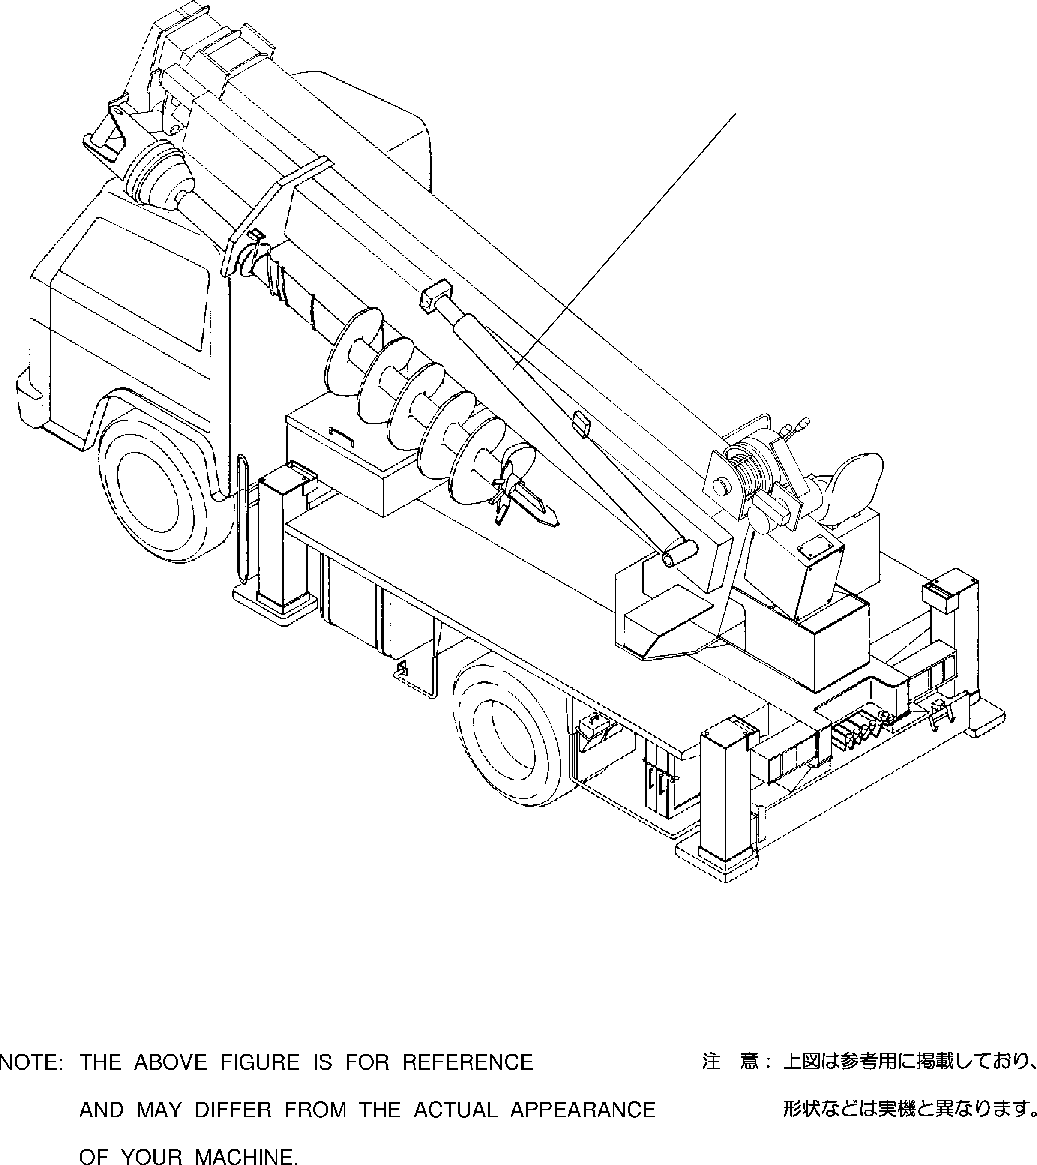 NOTE: THE ABOVE FIGURE IS FOR REFERENCE
AND MAY DIFFER FROM THE ACTUAL APPEARANCE
OF YOUR MACHINE.
注 意: 上図は参考用に掲載しており、
形状などは実機と異なります。